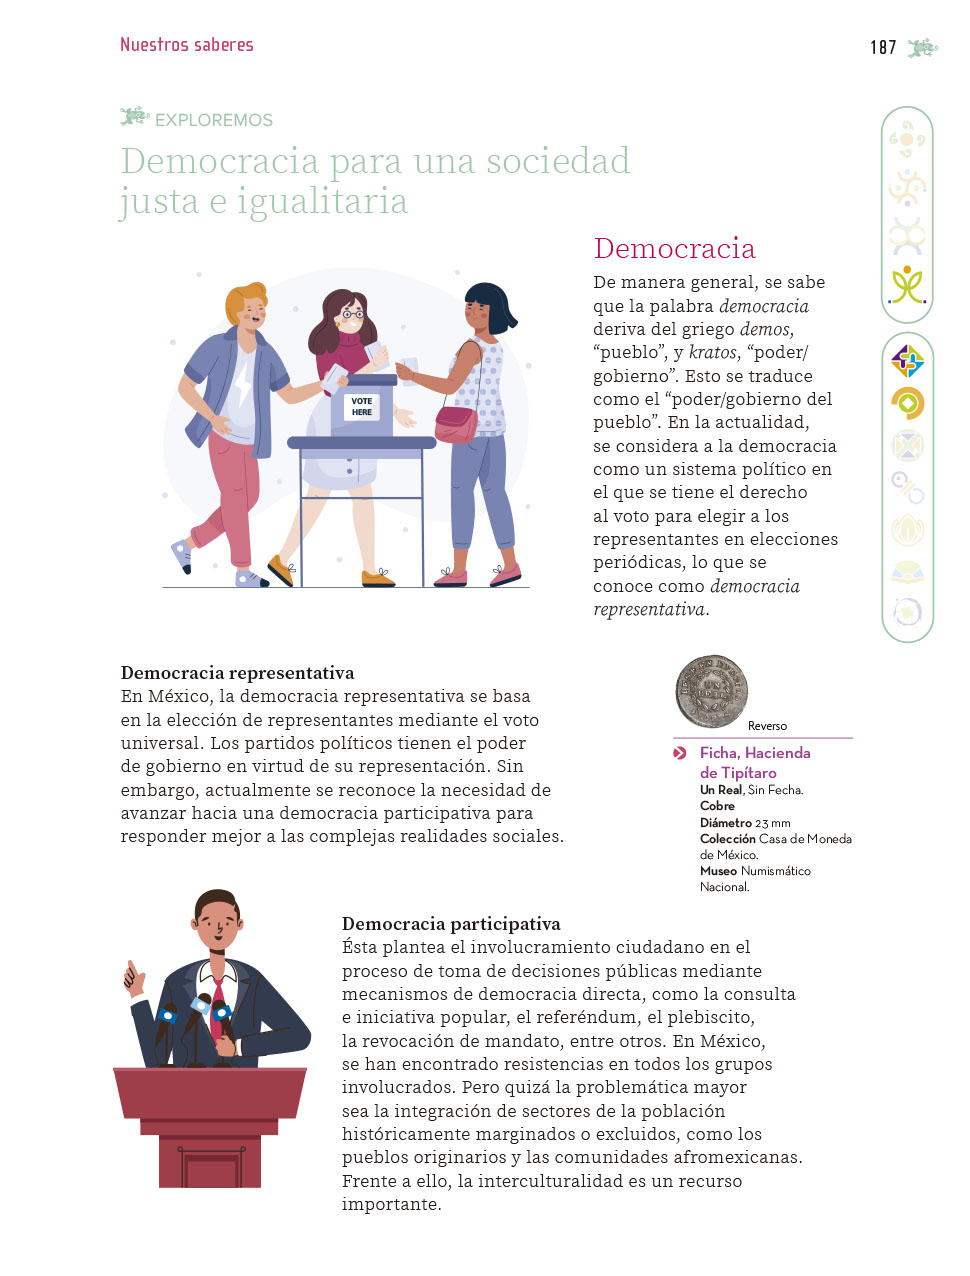 Nuestros saberes
187
EXPLOREMOS
Democracia para una sociedad
justa e igualitaria
VOTE
HERE
Democracia
De manera general, se sabe
que la palabra democracia
deriva del griego demos,
“pueblo”, y kratos, “poder/
gobierno”. Esto se traduce
como el “poder/gobierno del
pueblo”. En la actualidad,
se considera a la democracia
como un sistema político en
el que se tiene el derecho
al voto para elegir a los
representantes en elecciones
periódicas, lo que se
conoce como democracia
representativa.
Democracia representativa
En México, la democracia representativa se basa
en la elección de representantes mediante el voto
universal. Los partidos políticos tienen el poder
de gobierno en virtud de su representación. Sin
embargo, actualmente se reconoce la necesidad de
avanzar hacia una democracia participativa para
responder mejor a las complejas realidades sociales.
UN
REAL
Reverso
Ficha, Hacienda
de Tipítaro
Un Real, Sin Fecha.
Cobre
Diámetro 23 mm
Colección Casa de Moneda
de México.
Museo Numismático
Nacional.
Democracia participativa
Ésta plantea el involucramiento ciudadano en el
proceso de toma de decisiones públicas mediante
mecanismos de democracia directa, como la consulta
e iniciativa popular, el referéndum, el plebiscito,
la revocación de mandato, entre otros. En México,
se han encontrado resistencias en todos los grupos
involucrados. Pero quizá la problemática mayor
sea la integración de sectores de la población
históricamente marginados o excluidos, como los
pueblos originarios y las comunidades afromexicanas.
Frente a ello, la interculturalidad es un recurso
importante.